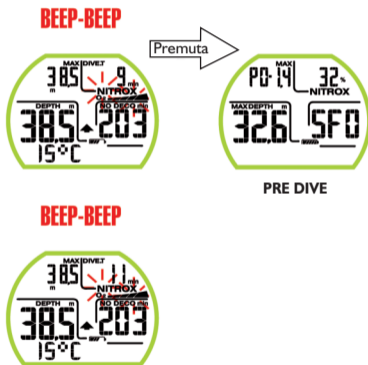 BEEP-BEEP
MAX DIVE.T
38,5 m 9 min
NITROX
O₂
DEPTH m NO DECO min
38,5 203
15°C
Premuta
MAX
PO-1,4 32%
NITROX
MAX DEPTH m
32,6 SF0
PRE DIVE
BEEP-BEEP
MAX DIVE.T
38,5 m 11 min
NITROX
O₂
DEPTH m NO DECO min
38,5 203
15°C